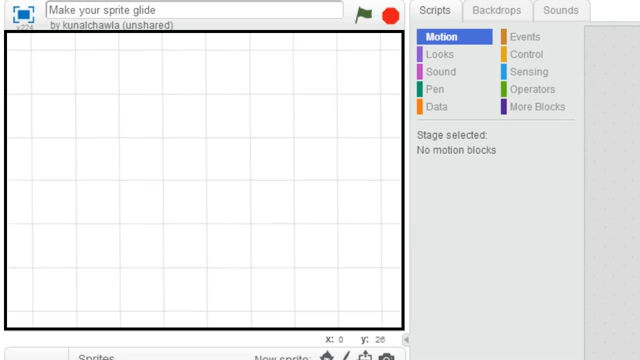 Make your sprite glide
by kunalchawla (unshared)
v224
Scripts
Backdrops
Sounds
Motion
Looks
Sound
Pen
Data
Events
Control
Sensing
Operators
More Blocks
Stage selected:
No motion blocks
x: 0 y: 26
Sprites
New sprite: